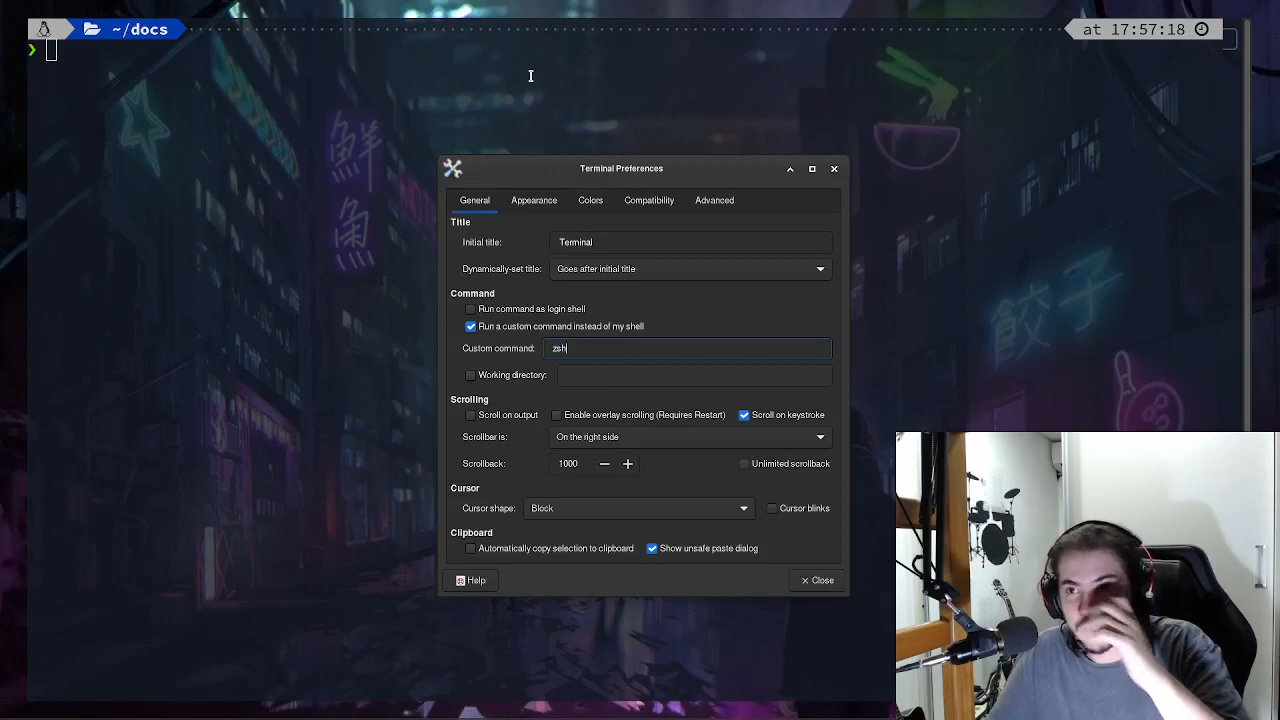 ~/docs
at 17:57:18
❯
鮮
魚
餃子
Terminal Preferences
General Appearance Colors Compatibility Advanced
Title
Initial title: Terminal
Dynamically-set title: Goes after initial title
Command
Run command as login shell
Run a custom command instead of my shell
Custom command: zsh
Working directory:
Scrolling
Scroll on output Enable overlay scrolling (Requires Restart) Scroll on keystroke
Scrollbar is: On the right side
Scrollback: 1000 Unlimited scrollback
Cursor
Cursor shape: Block Cursor blinks
Clipboard
Automatically copy selection to clipboard Show unsafe paste dialog
Help Close